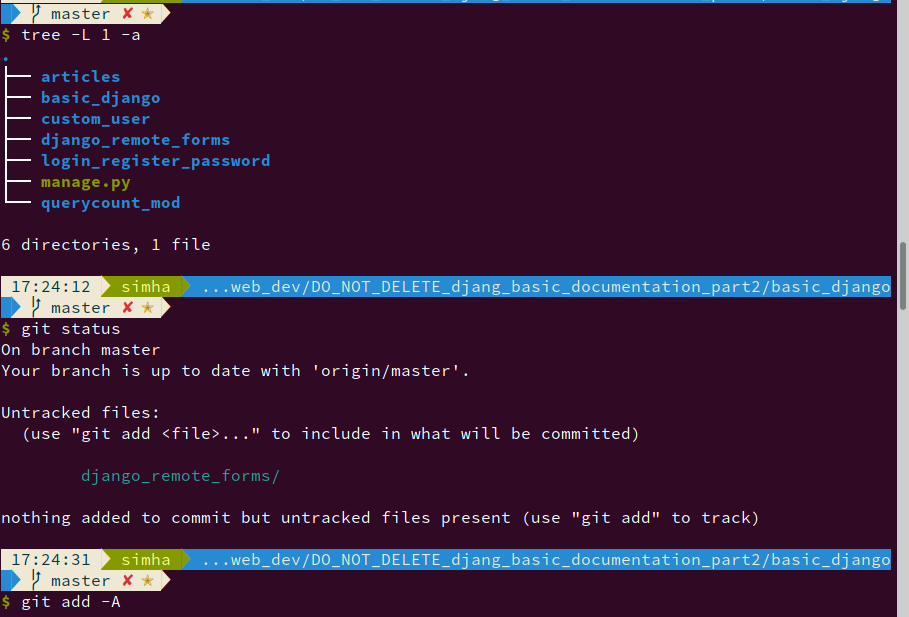 master ✘ ★
$ tree -L 1 -a
.
├── articles
├── basic_django
├── custom_user
├── django_remote_forms
├── login_register_password
├── manage.py
└── querycount_mod
6 directories, 1 file
17:24:12 simha ...web_dev/DO_NOT_DELETE_djang_basic_documentation_part2/basic_django
master ✘ ★
$ git status
On branch master
Your branch is up to date with 'origin/master'.
Untracked files:
(use "git add <file>..." to include in what will be committed)
django_remote_forms/
nothing added to commit but untracked files present (use "git add" to track)
17:24:31 simha ...web_dev/DO_NOT_DELETE_djang_basic_documentation_part2/basic_django
master ✘ ★
$ git add -A